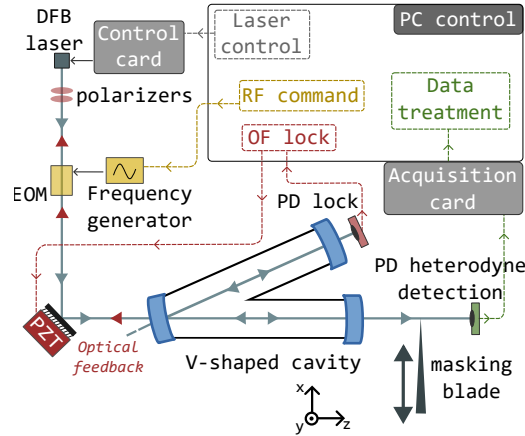 DFB
laser
Control
card
Laser
control
PC control
polarizers
RF command
Data
treatment
OF lock
EOM
Frequency
generator
Acquisition
card
PD lock
PD heterodyne
detection
PZT
Optical
feedback
V-shaped cavity
masking
blade
x
y
z